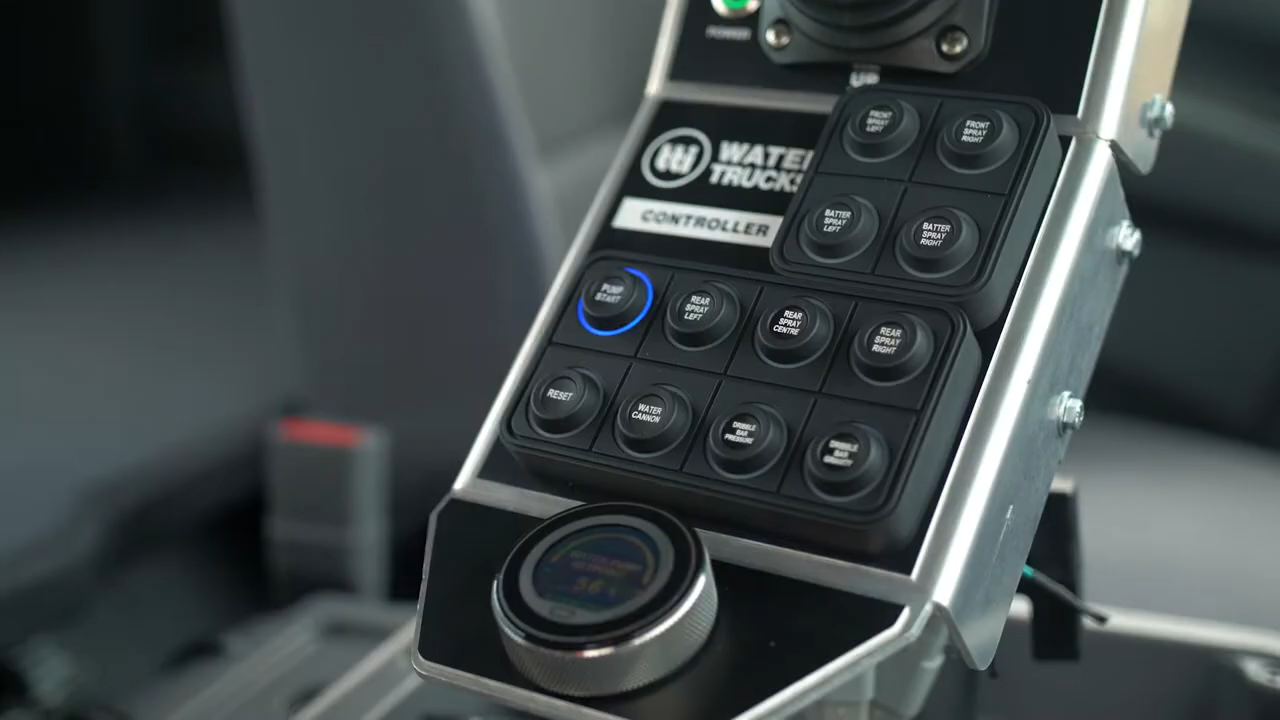 POWER
UP
WATER
TRUCKS
CONTROLLER
FRONT
SPRAY
LEFT
FRONT
SPRAY
RIGHT
BATTER
SPRAY
LEFT
BATTER
SPRAY
RIGHT
PUMP
START
REAR
SPRAY
LEFT
REAR
SPRAY
CENTRE
REAR
SPRAY
RIGHT
RESET
WATER
CANNON
DRIBBLE
BAR
PRESSURE
DRIBBLE
BAR
GRAVITY